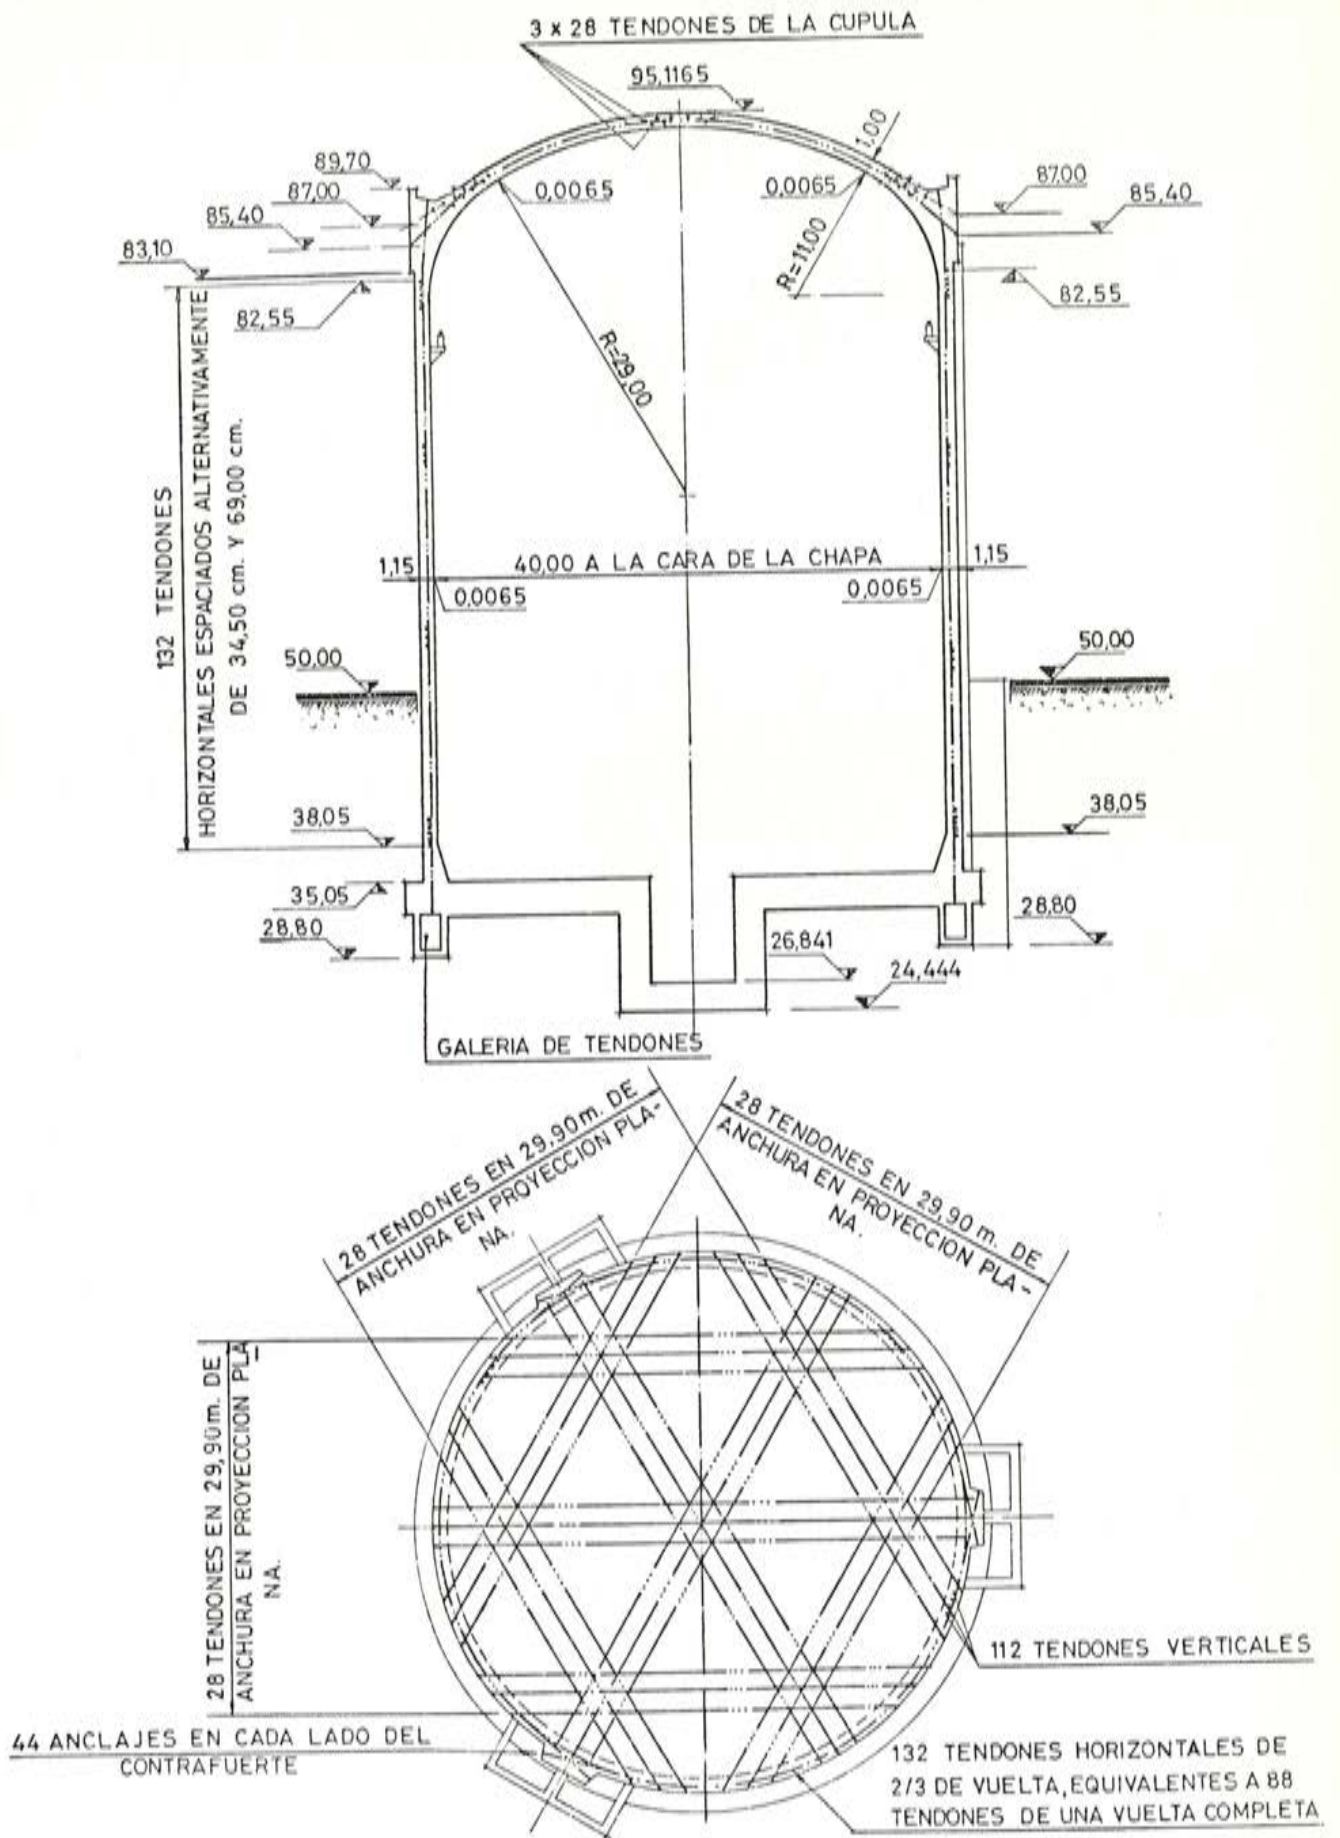 3 x 28 TENDONES DE LA CUPULA
95,1165
1.00
89,70
87,00
85,40
83,10
82,55
0,0065
0,0065
87,00
85,40
82,55
R=11.00
R=29,00
132 TENDONES
HORIZONTALES ESPACIADOS ALTERNATIVAMENTE
DE 34,50 cm. Y 69,00 cm.
1,15
40,00 A LA CARA DE LA CHAPA
1,15
0,0065
0,0065
50,00
50,00
38,05
38,05
35,05
28,80
28,80
26,841
24,444
GALERIA DE TENDONES
28 TENDONES EN 29,90 m. DE
ANCHURA EN PROYECCION PLA-
NA.
28 TENDONES EN 29,90 m. DE
ANCHURA EN PROYECCION PLA-
NA.
28 TENDONES EN 29,90 m. DE
ANCHURA EN PROYECCION PLA
NA.
112 TENDONES VERTICALES
44 ANCLAJES EN CADA LADO DEL
CONTRAFUERTE
132 TENDONES HORIZONTALES DE
2/3 DE VUELTA, EQUIVALENTES A 88
TENDONES DE UNA VUELTA COMPLETA